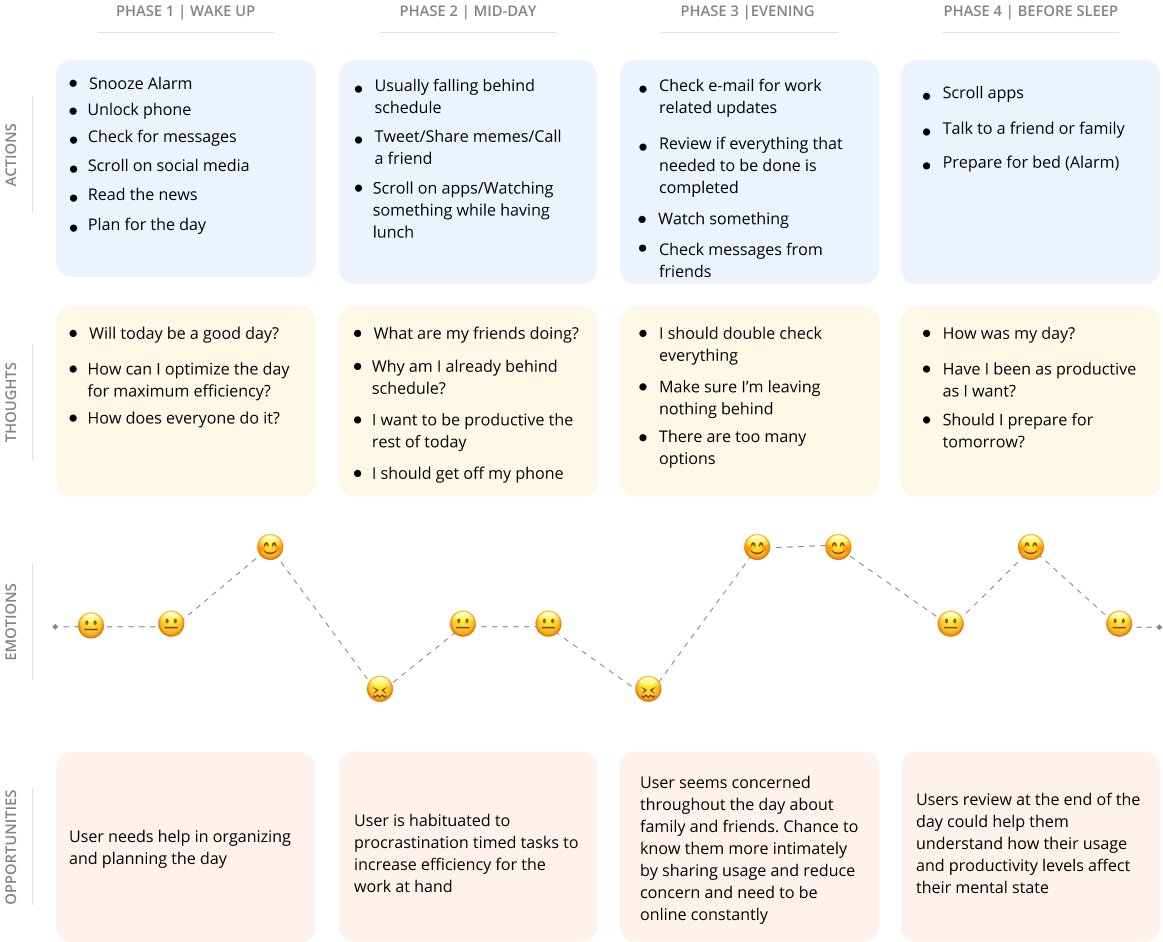 PHASE 1 | WAKE UP
PHASE 2 | MID-DAY
PHASE 3 |EVENING
PHASE 4 | BEFORE SLEEP
ACTIONS
Snooze Alarm
Unlock phone
Check for messages
Scroll on social media
Read the news
Plan for the day
Usually falling behind
schedule
Tweet/Share memes/Call
a friend
Scroll on apps/Watching
something while having
lunch
Check e-mail for work
related updates
Review if everything that
needed to be done is
completed
Watch something
Check messages from
friends
Scroll apps
Talk to a friend or family
Prepare for bed (Alarm)
THOUGHTS
Will today be a good day?
How can I optimize the day
for maximum efficiency?
How does everyone do it?
What are my friends doing?
Why am I already behind
schedule?
I want to be productive the
rest of today
I should get off my phone
I should double check
everything
Make sure I’m leaving
nothing behind
There are too many
options
How was my day?
Have I been as productive
as I want?
Should I prepare for
tomorrow?
EMOTIONS
OPPORTUNITIES
User needs help in organizing
and planning the day
User is habituated to
procrastination timed tasks to
increase efficiency for the
work at hand
User seems concerned
throughout the day about
family and friends. Chance to
know them more intimately
by sharing usage and reduce
concern and need to be
online constantly
Users review at the end of the
day could help them
understand how their usage
and productivity levels affect
their mental state